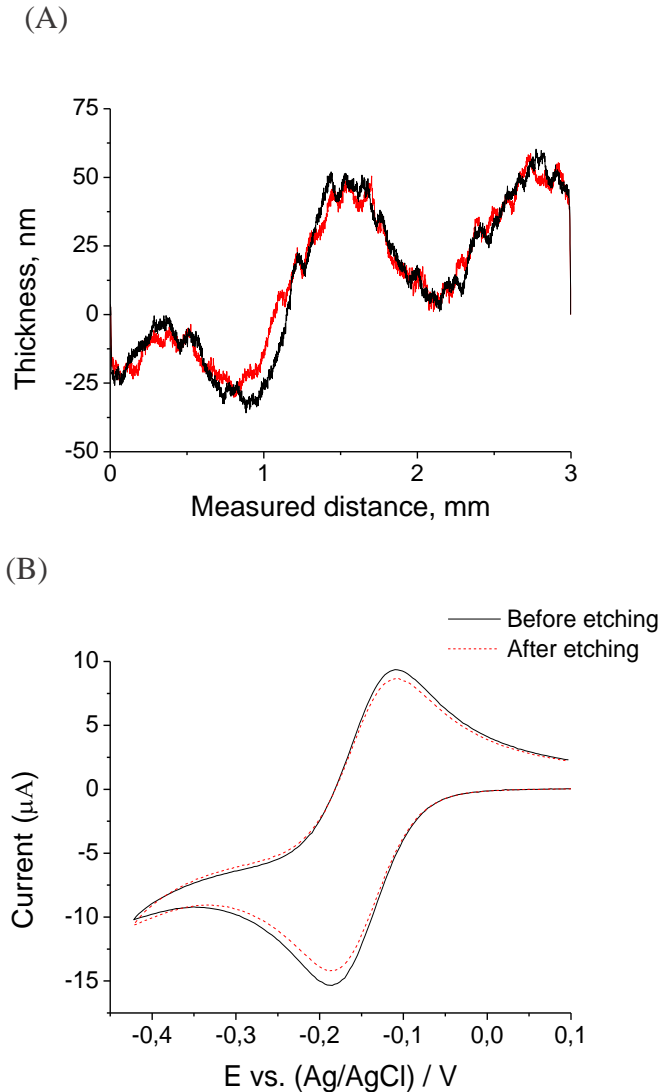 (A)
75
50
25
0
-25
-50
Thickness, nm
0 1 2 3
Measured distance, mm
(B)
Before etching
After etching
10
5
0
-5
-10
-15
Current (µA)
-0,4 -0,3 -0,2 -0,1 0,0 0,1
E vs. (Ag/AgCl) / V